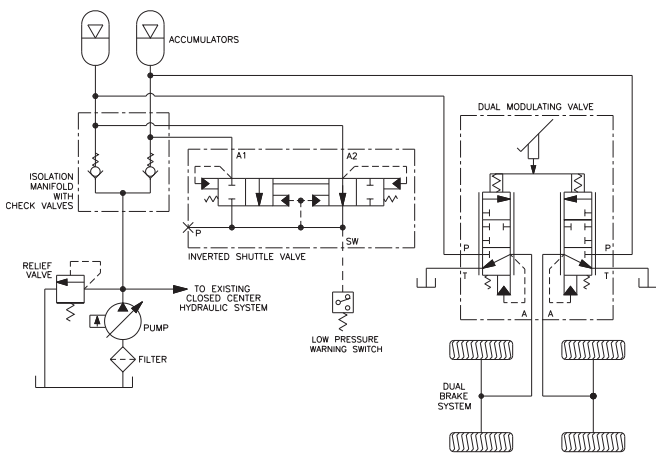 ACCUMULATORS
DUAL MODULATING VALVE
A1
A2
ISOLATION
MANIFOLD
WITH
CHECK VALVES
P
SW
INVERTED SHUTTLE VALVE
P
P
T
T
RELIEF
VALVE
TO EXISTING
CLOSED CENTER
HYDRAULIC SYSTEM
PUMP
FILTER
LOW PRESSURE
WARNING SWITCH
A
A
DUAL
BRAKE
SYSTEM